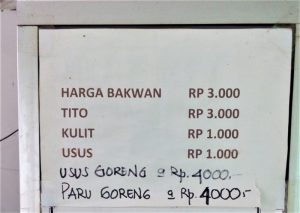 HARGA BAKWAN RP 3.000
TITO RP 3.000
KULIT RP 1.000
USUS RP 1.000
USUS GORENG @ Rp. 4000.-
PARU GORENG @ Rp. 4000.-